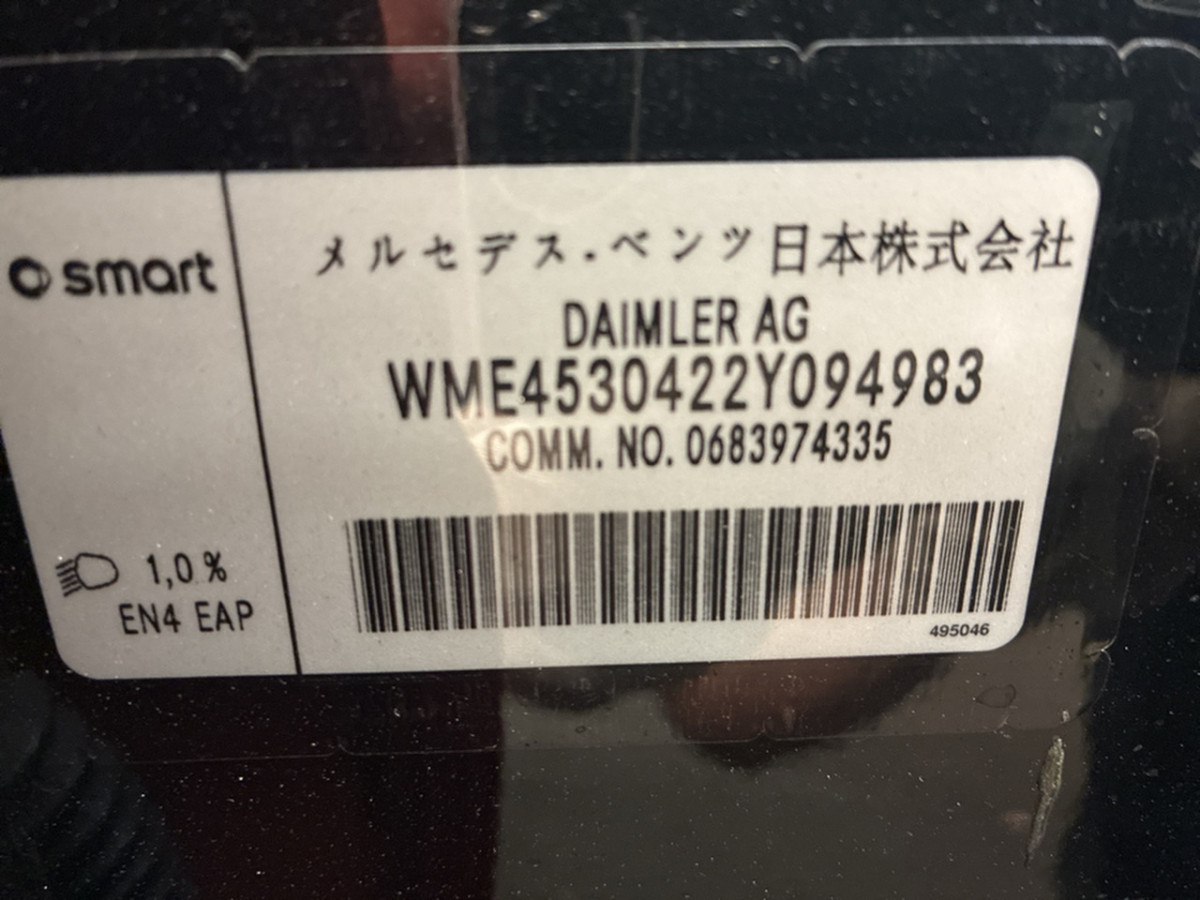 smart
メルセデス・ベンツ日本株式会社
DAIMLER AG
WME4530422Y094983
COMM. NO. 0683974335
1,0 %
EN4 EAP
495046